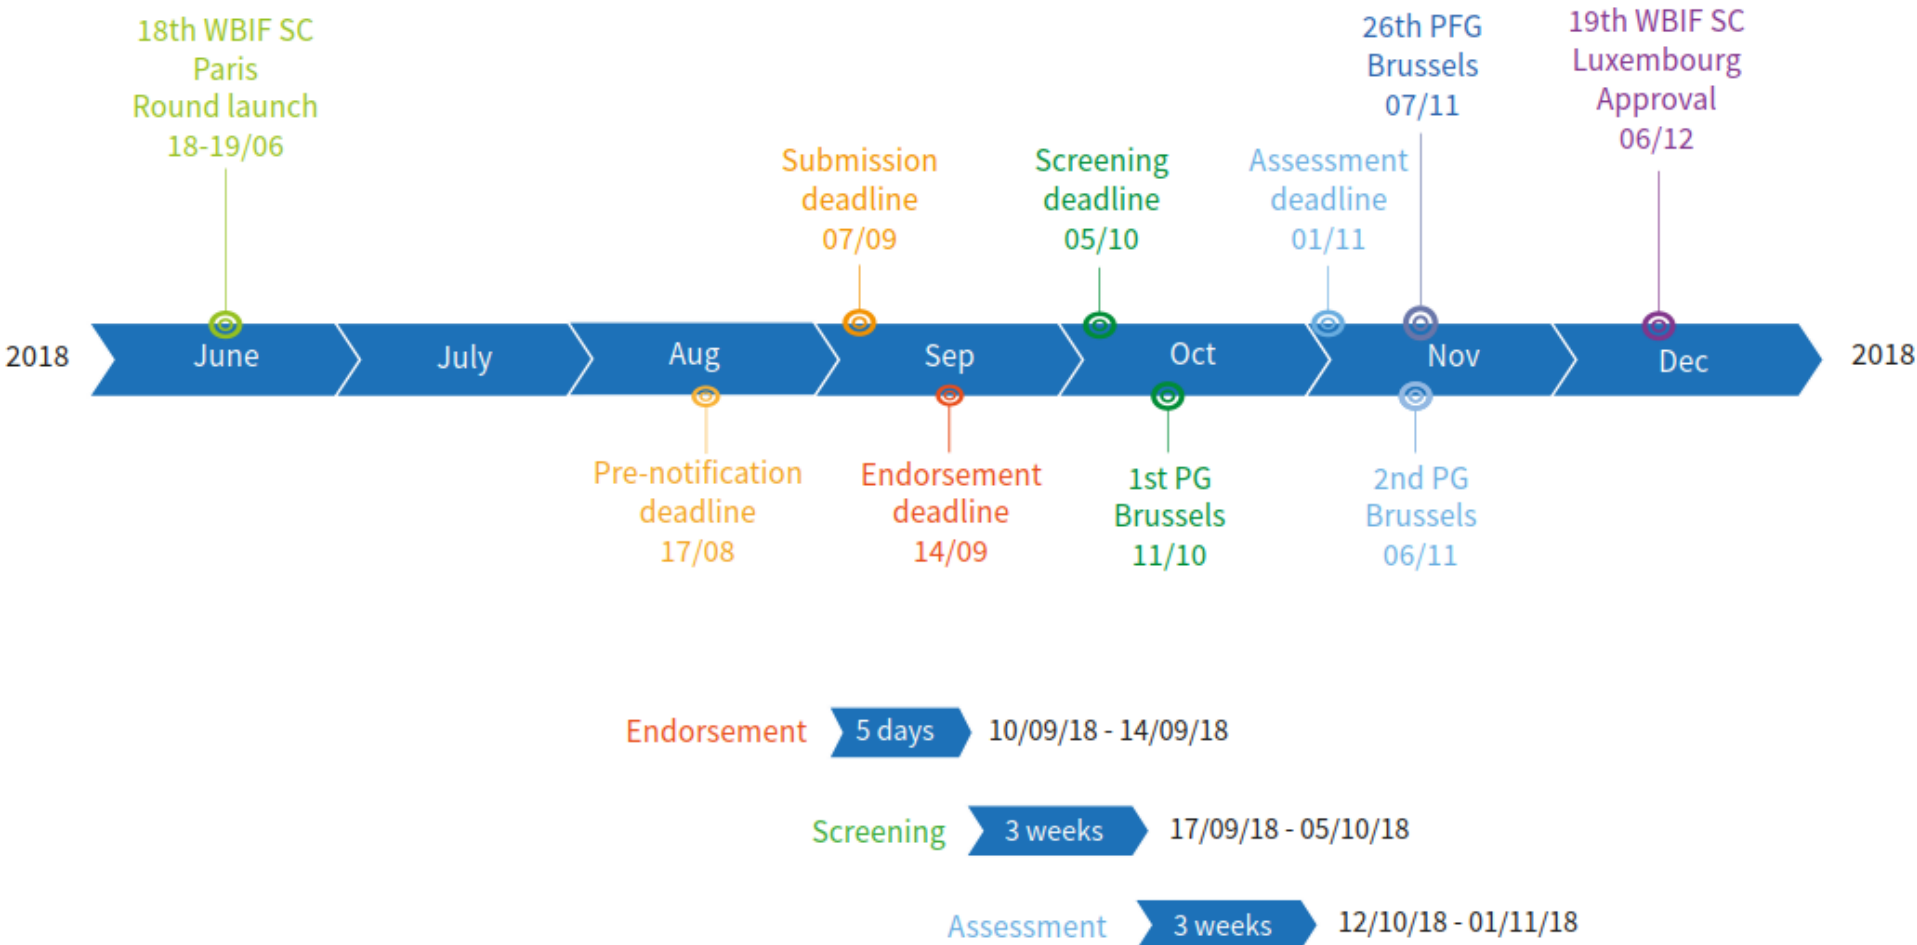 18th WBIF SC
Paris
Round launch
18-19/06
Submission
deadline
07/09
Screening
deadline
05/10
Assessment
deadline
01/11
26th PFG
Brussels
07/11
19th WBIF SC
Luxembourg
Approval
06/12
2018
June
July
Aug
Sep
Oct
Nov
Dec
2018
Pre-notification
deadline
17/08
Endorsement
deadline
14/09
1st PG
Brussels
11/10
2nd PG
Brussels
06/11
Endorsement 5 days 10/09/18 - 14/09/18
Screening 3 weeks 17/09/18 - 05/10/18
Assessment 3 weeks 12/10/18 - 01/11/18